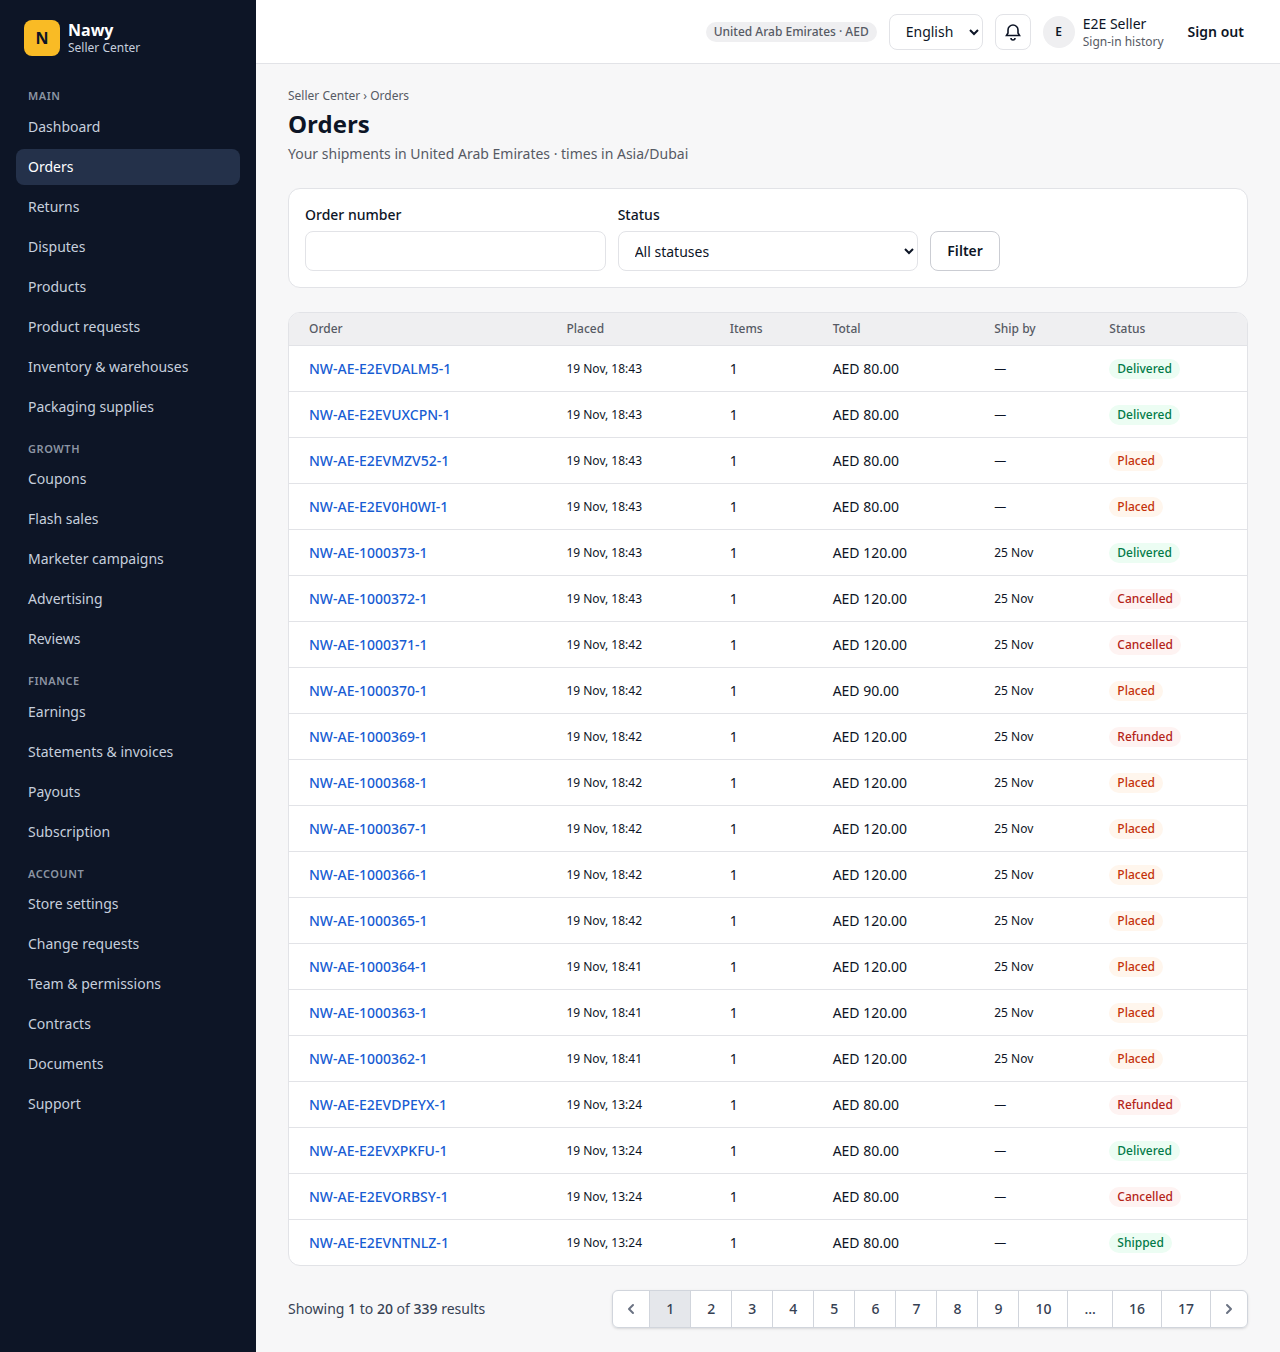 N
Nawy
Seller Center
United Arab Emirates · AED
English
E
E2E Seller
Sign-in history
Sign out
MAIN
Dashboard
Orders
Returns
Disputes
Products
Product requests
Inventory & warehouses
Packaging supplies
GROWTH
Coupons
Flash sales
Marketer campaigns
Advertising
Reviews
FINANCE
Earnings
Statements & invoices
Payouts
Subscription
ACCOUNT
Store settings
Change requests
Team & permissions
Contracts
Documents
Support
Seller Center › Orders
Orders
Your shipments in United Arab Emirates · times in Asia/Dubai
Order number Status
All statuses Filter
Order Placed Items Total Ship by Status
NW-AE-E2EVDALM5-1 19 Nov, 18:43 1 AED 80.00 — Delivered
NW-AE-E2EVUXCPN-1 19 Nov, 18:43 1 AED 80.00 — Delivered
NW-AE-E2EVMZV52-1 19 Nov, 18:43 1 AED 80.00 — Placed
NW-AE-E2EV0H0WI-1 19 Nov, 18:43 1 AED 80.00 — Placed
NW-AE-1000373-1 19 Nov, 18:43 1 AED 120.00 25 Nov Delivered
NW-AE-1000372-1 19 Nov, 18:43 1 AED 120.00 25 Nov Cancelled
NW-AE-1000371-1 19 Nov, 18:42 1 AED 120.00 25 Nov Cancelled
NW-AE-1000370-1 19 Nov, 18:42 1 AED 90.00 25 Nov Placed
NW-AE-1000369-1 19 Nov, 18:42 1 AED 120.00 25 Nov Refunded
NW-AE-1000368-1 19 Nov, 18:42 1 AED 120.00 25 Nov Placed
NW-AE-1000367-1 19 Nov, 18:42 1 AED 120.00 25 Nov Placed
NW-AE-1000366-1 19 Nov, 18:42 1 AED 120.00 25 Nov Placed
NW-AE-1000365-1 19 Nov, 18:42 1 AED 120.00 25 Nov Placed
NW-AE-1000364-1 19 Nov, 18:41 1 AED 120.00 25 Nov Placed
NW-AE-1000363-1 19 Nov, 18:41 1 AED 120.00 25 Nov Placed
NW-AE-1000362-1 19 Nov, 18:41 1 AED 120.00 25 Nov Placed
NW-AE-E2EVDPEYX-1 19 Nov, 13:24 1 AED 80.00 — Refunded
NW-AE-E2EVXPKFU-1 19 Nov, 13:24 1 AED 80.00 — Delivered
NW-AE-E2EVORBSY-1 19 Nov, 13:24 1 AED 80.00 — Cancelled
NW-AE-E2EVNTNLZ-1 19 Nov, 13:24 1 AED 80.00 — Shipped
Showing 1 to 20 of 339 results 1 2 3 4 5 6 7 8 9 10 ... 16 17